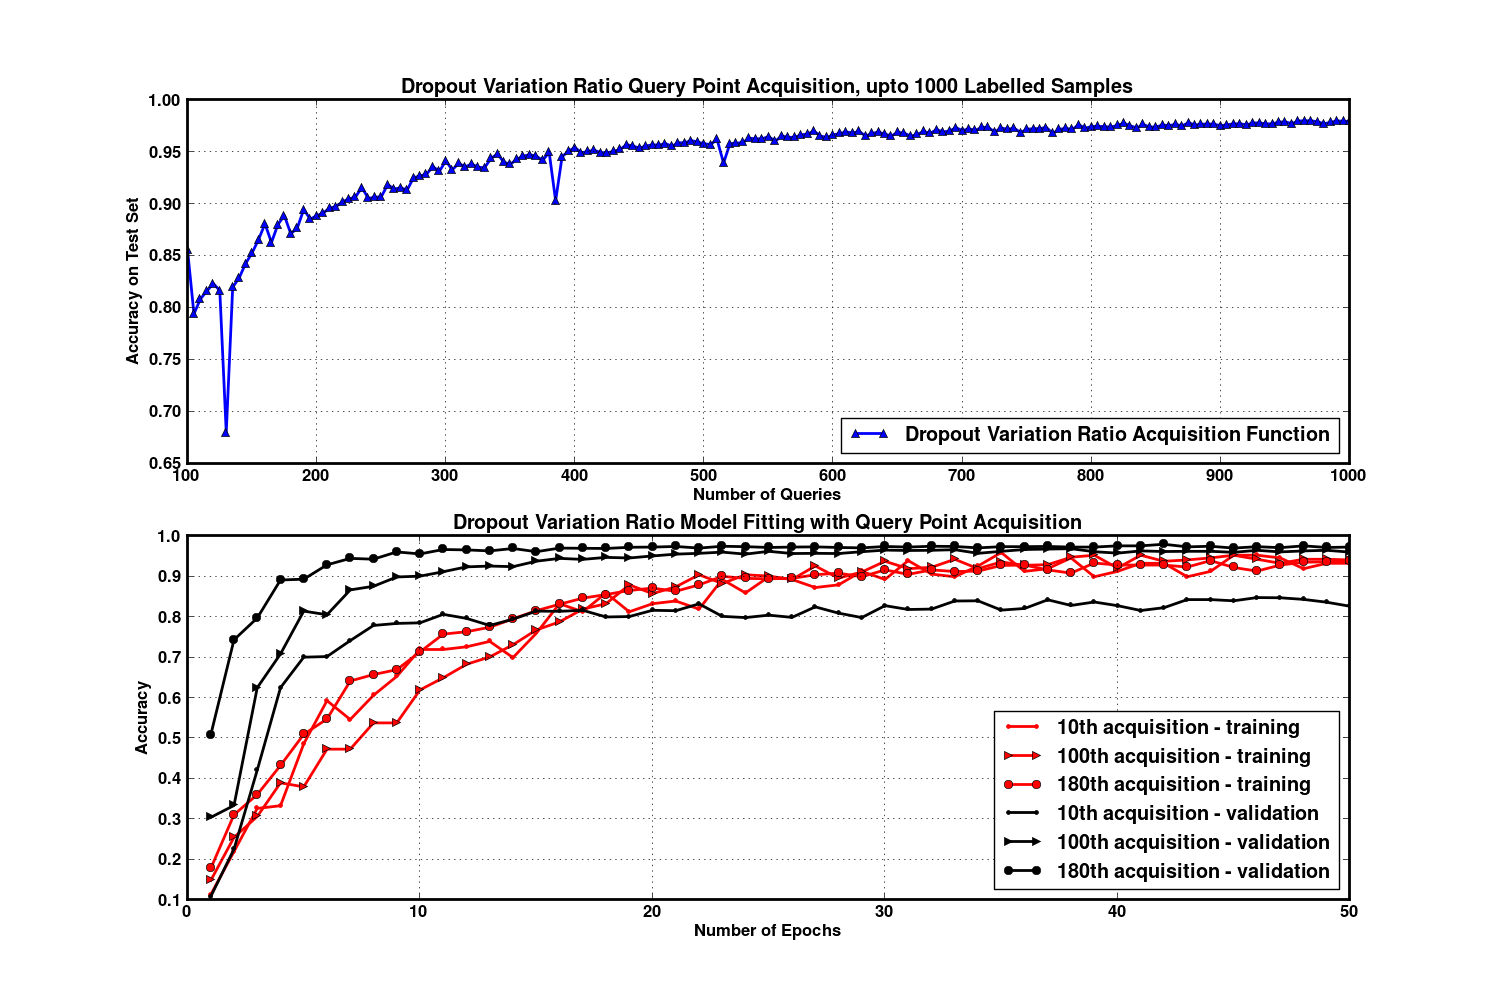 Dropout Variation Ratio Query Point Acquisition, upto 1000 Labelled Samples
1.00
0.95
0.90
0.85
0.80
0.75
0.70
0.65
Accuracy on Test Set
Dropout Variation Ratio Acquisition Function
100 200 300 400 500 600 700 800 900 1000
Number of Queries
Dropout Variation Ratio Model Fitting with Query Point Acquisition
1.0
0.9
0.8
0.7
0.6
0.5
0.4
0.3
0.2
0.1
Accuracy
10th acquisition - training
100th acquisition - training
180th acquisition - training
10th acquisition - validation
100th acquisition - validation
180th acquisition - validation
0 10 20 30 40 50
Number of Epochs